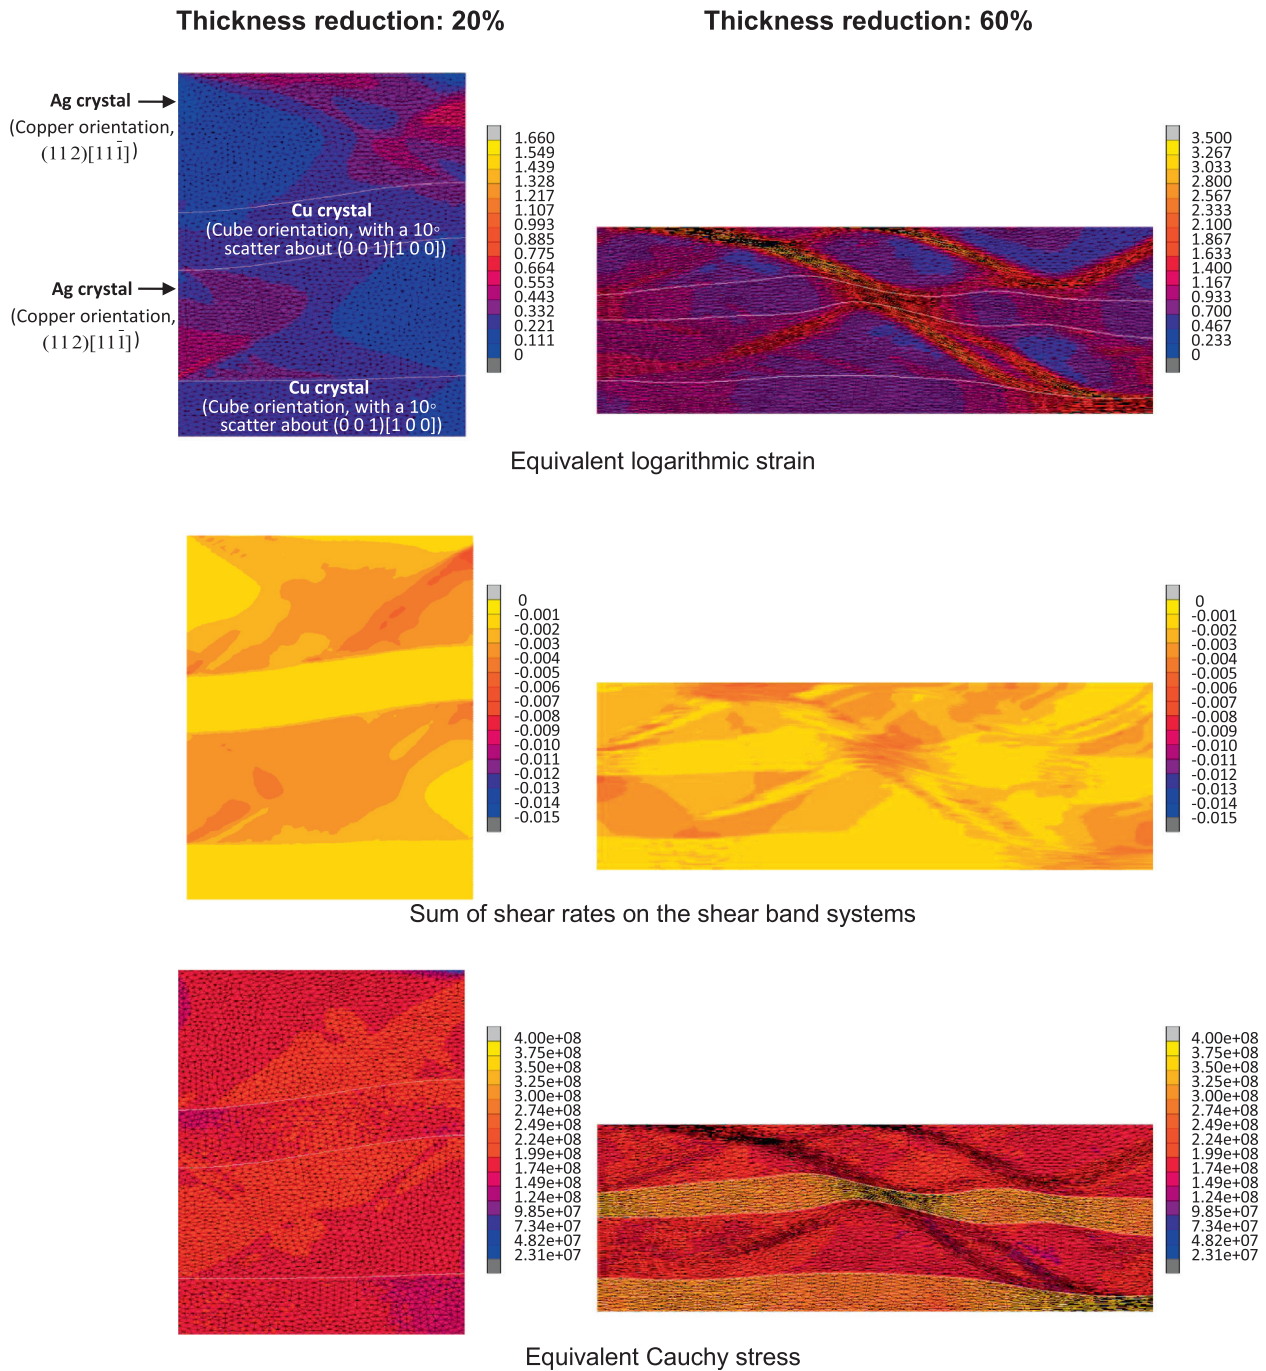 Thickness reduction: 20%
Thickness reduction: 60%
Ag crystal
(Copper orientation,
(112)[111̄])
Cu crystal
(Cube orientation, with a 10°
scatter about (0 0 1)[1 0 0])
Ag crystal
(Copper orientation,
(112)[111̄])
Cu crystal
(Cube orientation, with a 10°
scatter about (0 0 1)[1 0 0])
1.660
1.549
1.439
1.328
1.217
1.107
0.993
0.885
0.775
0.664
0.553
0.443
0.332
0.221
0.111
0
3.500
3.267
3.033
2.800
2.567
2.333
2.100
1.867
1.633
1.400
1.167
0.933
0.700
0.467
0.233
0
Equivalent logarithmic strain
0
-0.001
-0.002
-0.003
-0.004
-0.005
-0.006
-0.007
-0.008
-0.009
-0.010
-0.011
-0.012
-0.013
-0.014
-0.015
0
-0.001
-0.002
-0.003
-0.004
-0.005
-0.006
-0.007
-0.008
-0.009
-0.010
-0.011
-0.012
-0.013
-0.014
-0.015
Sum of shear rates on the shear band systems
4.00e+08
3.75e+08
3.50e+08
3.25e+08
3.00e+08
2.74e+08
2.49e+08
2.24e+08
1.99e+08
1.74e+08
1.49e+08
1.24e+08
9.85e+07
7.34e+07
4.82e+07
2.31e+07
4.00e+08
3.75e+08
3.50e+08
3.25e+08
3.00e+08
2.74e+08
2.49e+08
2.24e+08
1.99e+08
1.74e+08
1.49e+08
1.24e+08
9.85e+07
7.34e+07
4.82e+07
2.31e+07
Equivalent Cauchy stress